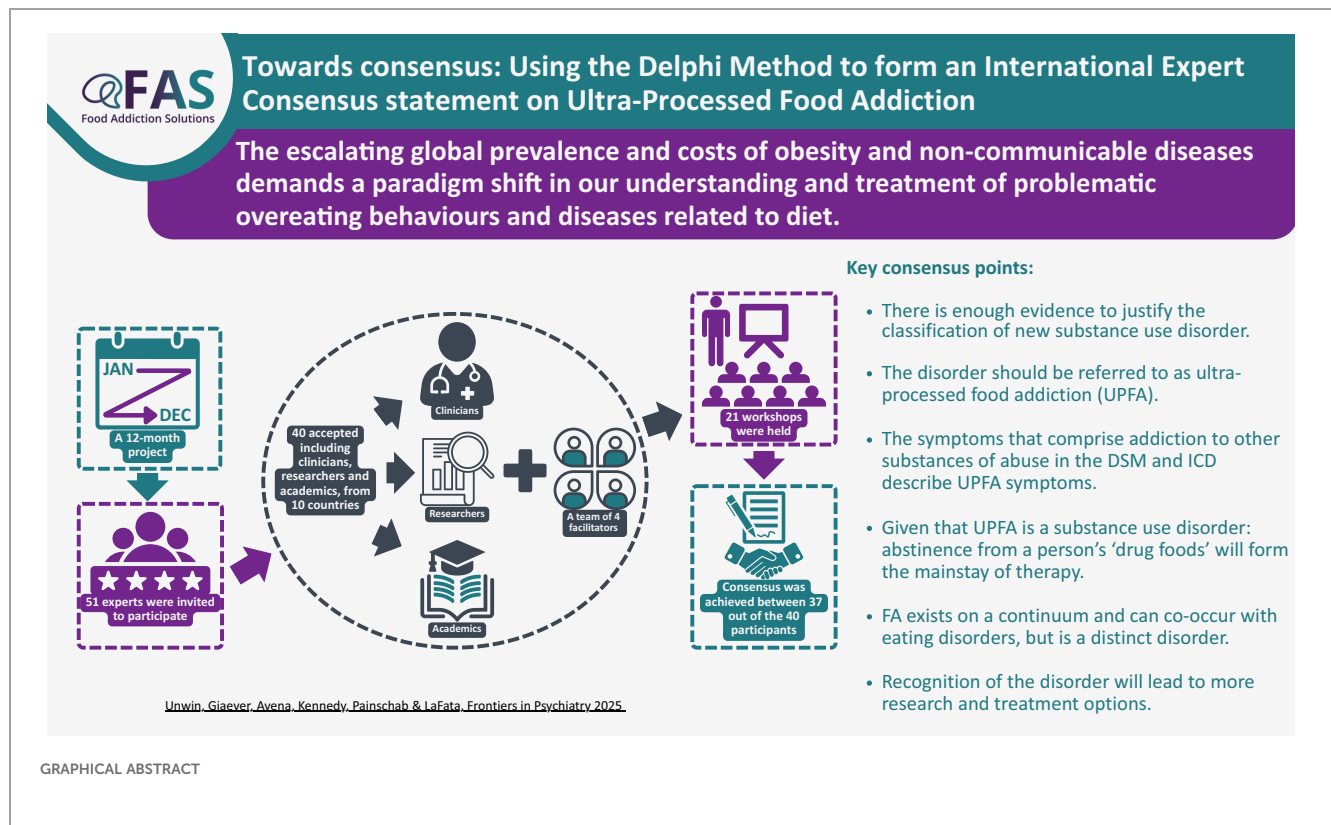 FAS
Food Addiction Solutions
Towards consensus: Using the Delphi Method to form an International Expert
Consensus statement on Ultra-Processed Food Addiction
The escalating global prevalence and costs of obesity and non-communicable diseases
demands a paradigm shift in our understanding and treatment of problematic
overeating behaviours and diseases related to diet.
JAN
DEC
A 12-month
project
51 experts were invited
to participate
40 accepted
including
clinicians,
researchers and
academics, from
10 countries
Clinicians
Researchers
Academics
A team of 4
facilitators
21 workshops
were held
Consensus was
achieved between 37
out of the 40
participants
Key consensus points:
• There is enough evidence to justify the
classification of new substance use disorder.
• The disorder should be referred to as ultra-
processed food addiction (UPFA).
• The symptoms that comprise addiction to other
substances of abuse in the DSM and ICD
describe UPFA symptoms.
• Given that UPFA is a substance use disorder:
abstinence from a person's 'drug foods' will form
the mainstay of therapy.
• FA exists on a continuum and can co-occur with
eating disorders, but is a distinct disorder.
• Recognition of the disorder will lead to more
research and treatment options.
Unwin, Giaever, Avena, Kennedy, Painschab & LaFata, Frontiers in Psychiatry 2025
GRAPHICAL ABSTRACT